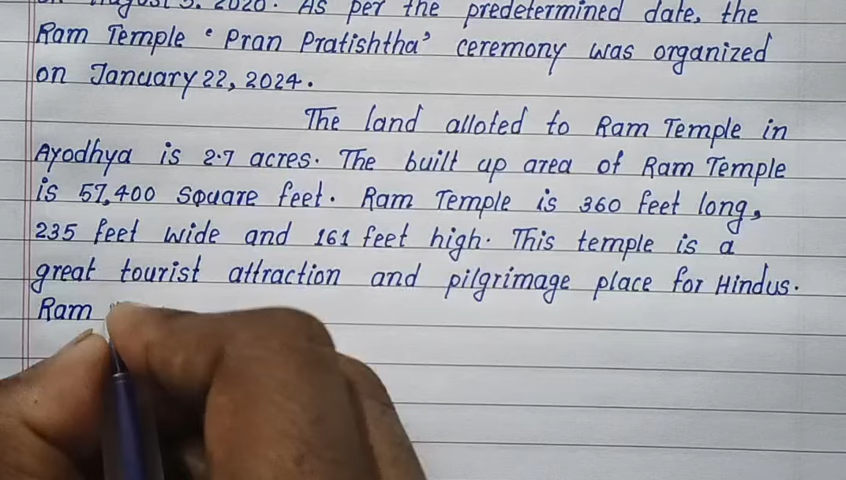 August 5, 2020. As per the predetermined date, the
Ram Temple ‘Pran Pratishtha’ ceremony was organized
on January 22, 2024.
The land alloted to Ram Temple in
Ayodhya is 2.7 acres. The built up area of Ram Temple
is 57,400 square feet. Ram Temple is 360 feet long,
235 feet wide and 161 feet high. This temple is a
great tourist attraction and pilgrimage place for Hindus.
Ram